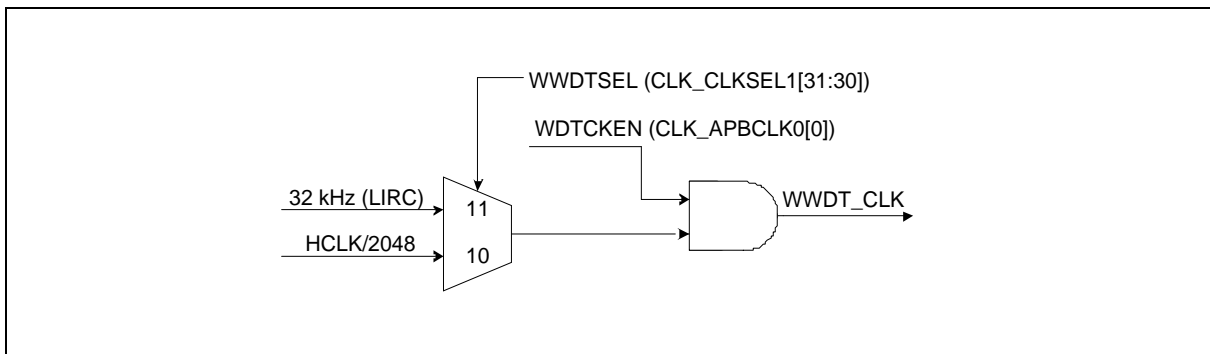 WWDTSEL (CLK_CLKSEL1[31:30])
WDTCKEN (CLK_APBCLK0[0])
32 kHz (LIRC)
11
WWDT_CLK
HCLK/2048
10